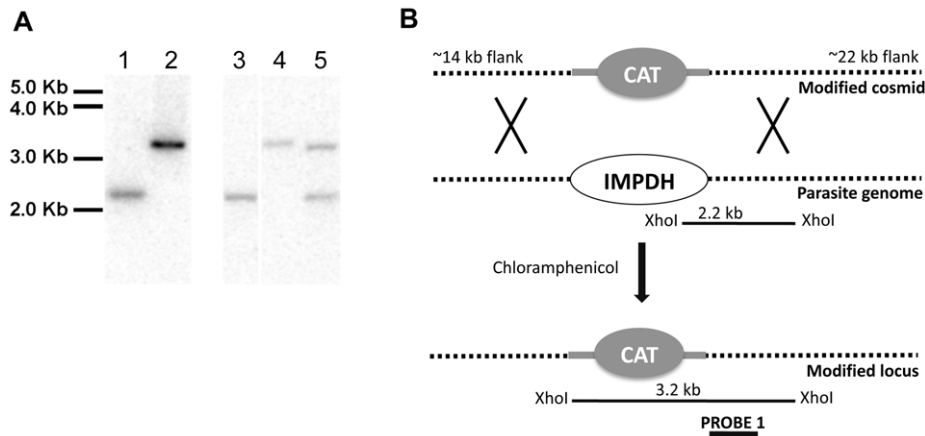 A
1 2 3 4 5
5.0 Kb
4.0 Kb
3.0 Kb
2.0 Kb
B
~14 kb flank
CAT
~22 kb flank
Modified cosmid
IMPDH
Parasite genome
XhoI 2.2 kb XhoI
Chloramphenicol
CAT
Modified locus
XhoI 3.2 kb XhoI
PROBE 1